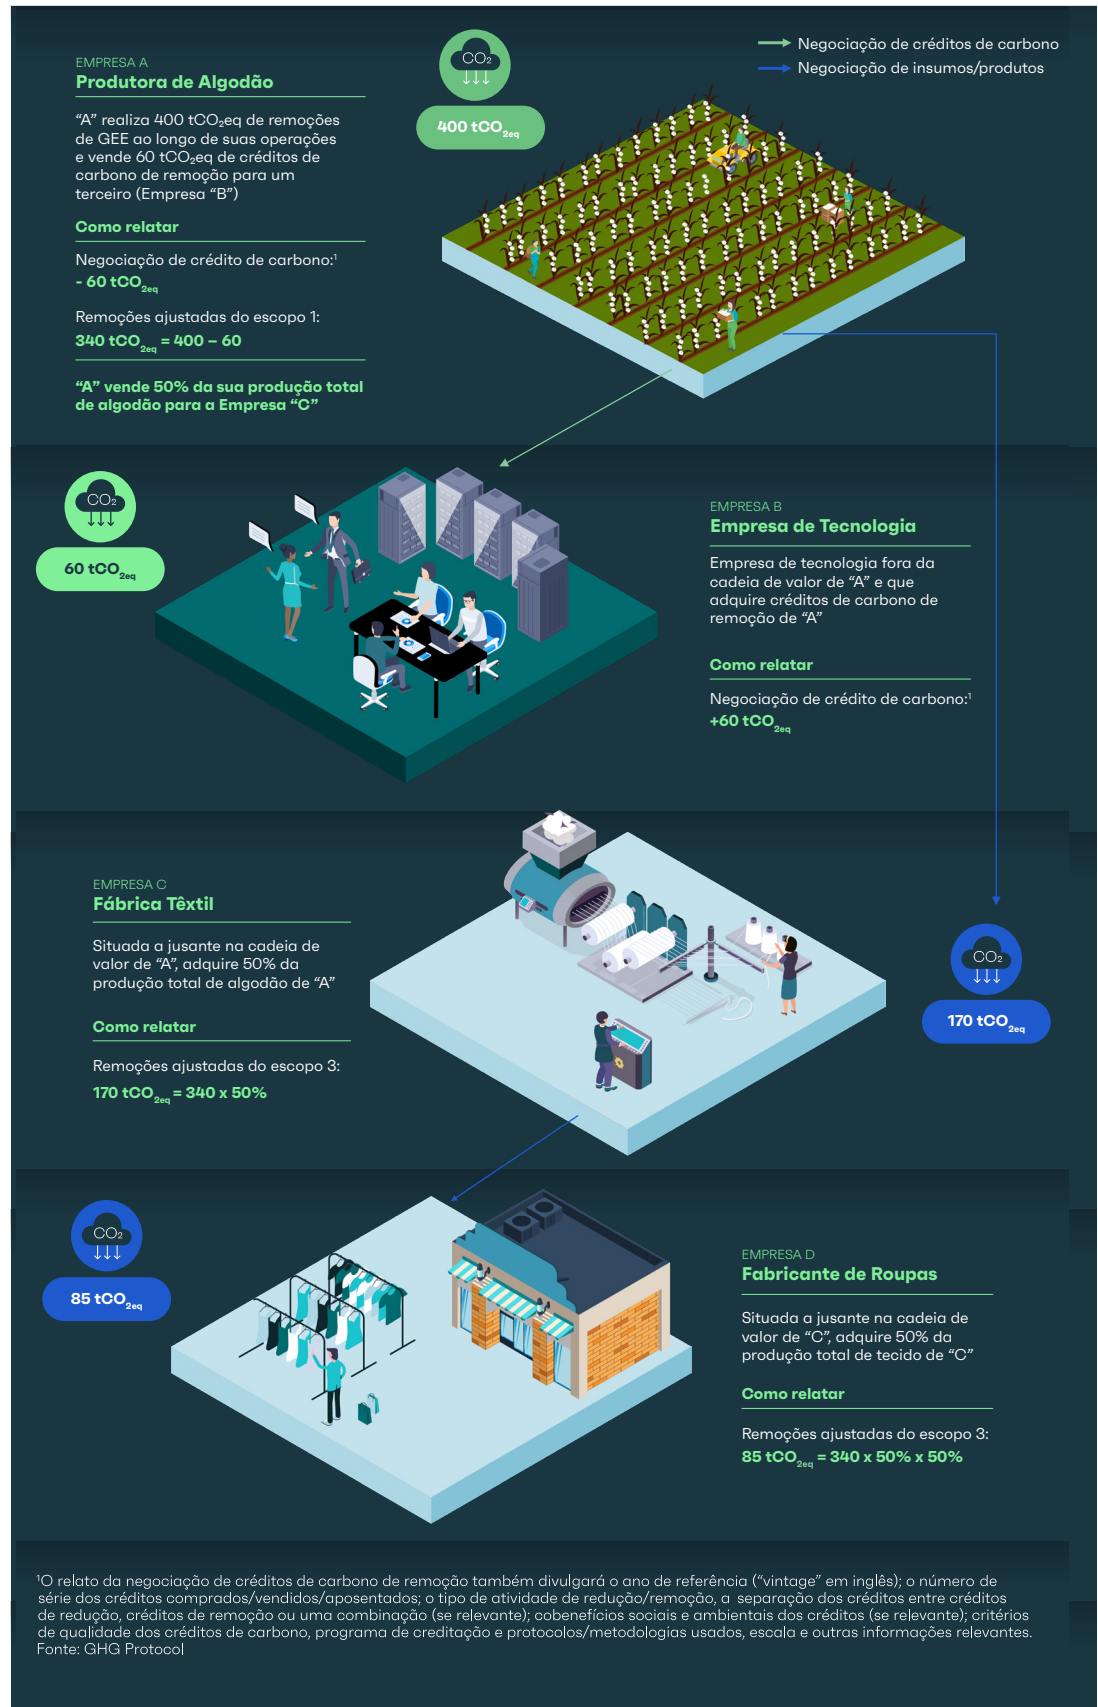 Negociação de créditos de carbono
Negociação de insumos/produtos
EMPRESA A
Produtora de Algodão
“A” realiza 400 tCO₂eq de remoções
de GEE ao longo de suas operações
e vende 60 tCO₂eq de créditos de
carbono de remoção para um
terceiro (Empresa “B”)
Como relatar
Negociação de crédito de carbono:¹
- 60 tCO2eq
Remoções ajustadas do escopo 1:
340 tCO2eq = 400 – 60
“A” vende 50% da sua produção total
de algodão para a Empresa “C”
CO₂
400 tCO2eq
CO₂
60 tCO2eq
EMPRESA B
Empresa de Tecnologia
Empresa de tecnologia fora da
cadeia de valor de “A” e que
adquire créditos de carbono de
remoção de “A”
Como relatar
Negociação de crédito de carbono:¹
+60 tCO2eq
EMPRESA C
Fábrica Têxtil
Situada a jusante na cadeia de
valor de “A”, adquire 50% da
produção total de algodão de “A”
Como relatar
Remoções ajustadas do escopo 3:
170 tCO2eq = 340 x 50%
CO₂
170 tCO2eq
CO₂
85 tCO2eq
EMPRESA D
Fabricante de Roupas
Situada a jusante na cadeia de
valor de “C”, adquire 50% da
produção total de tecido de “C”
Como relatar
Remoções ajustadas do escopo 3:
85 tCO2eq = 340 x 50% x 50%
¹O relato da negociação de créditos de carbono de remoção também divulgará o ano de referência (“vintage” em inglês); o número de
série dos créditos comprados/vendidos/aposentados; o tipo de atividade de redução/remoção, a separação dos créditos entre créditos
de redução, créditos de remoção ou uma combinação (se relevante); cobenefícios sociais e ambientais dos créditos (se relevante); critérios
de qualidade dos créditos de carbono, programa de creditação e protocolos/metodologias usados, escala e outras informações relevantes.
Fonte: GHG Protocol